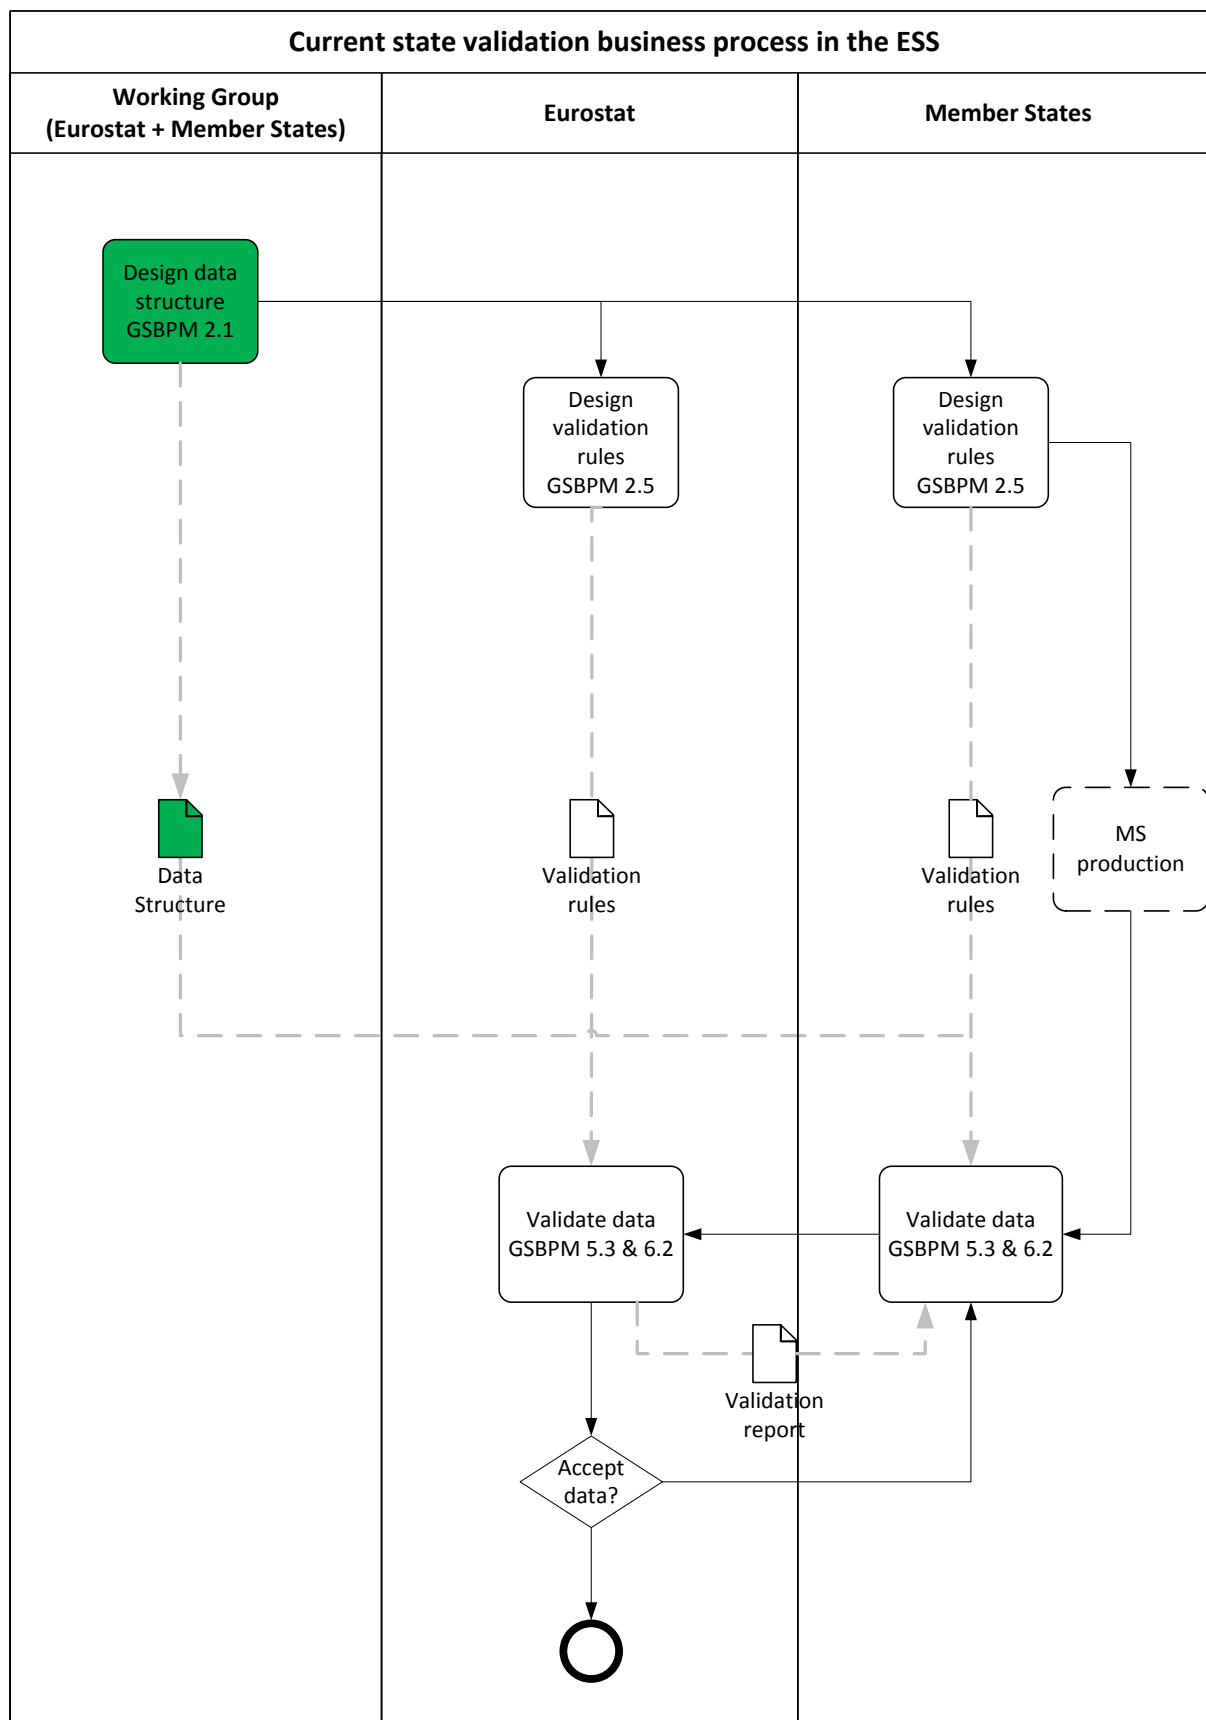 Current state validation business process in the ESS
Working Group
(Eurostat + Member States)
Eurostat
Member States
Design data
structure
GSBPM 2.1
Design
validation
rules
GSBPM 2.5
Design
validation
rules
GSBPM 2.5
Data
Structure
Validation
rules
Validation
rules
MS
production
Validate data
GSBPM 5.3 & 6.2
Validate data
GSBPM 5.3 & 6.2
Validation
report
Accept
data?